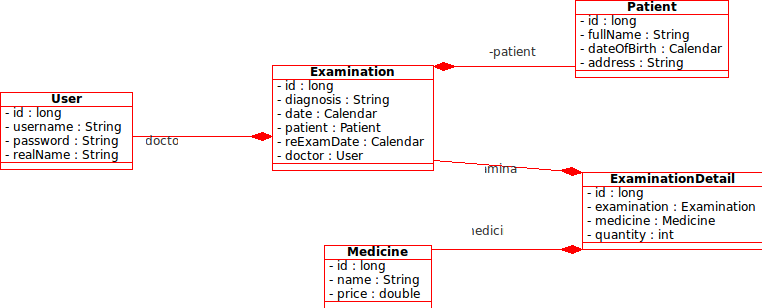 Patient
- id : long
- fullName : String
- dateOfBirth : Calendar
- address : String
-patient
Examination
- id : long
- diagnosis : String
- date : Calendar
- patient : Patient
- reExamDate : Calendar
- doctor : User
User
- id : long
- username : String
- password : String
- realName : String
docto
imina
ExaminationDetail
- id : long
- examination : Examination
- medicine : Medicine
- quantity : int
nedici
Medicine
- id : long
- name : String
- price : double